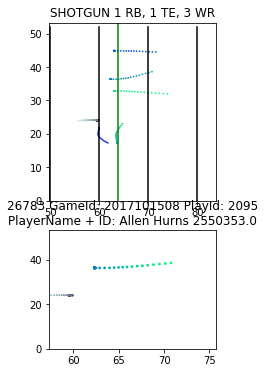 SHOTGUN 1 RB, 1 TE, 3 WR
50
40
30
20
10
0
50 60 70 80
26783 GameId: 2017101508 PlayId: 2095
PlayerName + ID: Allen Hurns 2550353.0
40
20
0
60 65 70 75